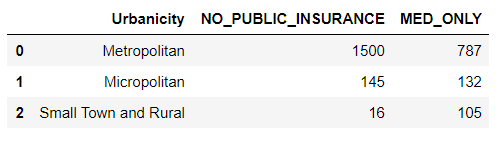 Urbanicity NO_PUBLIC_INSURANCE MED_ONLY
0 Metropolitan 1500 787
1 Micropolitan 145 132
2 Small Town and Rural 16 105